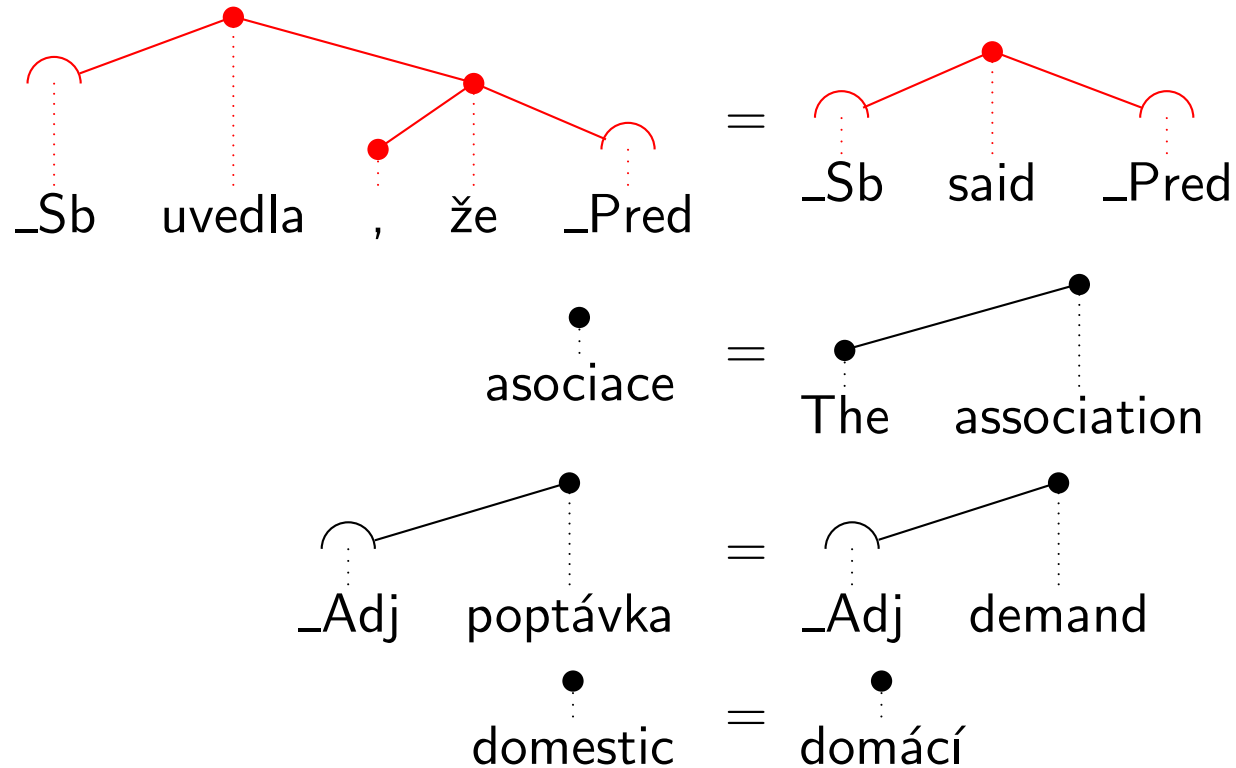 _Sb uvedla , že _Pred = _Sb said _Pred
asociace = The association
_Adj poptávka = _Adj demand
domestic = domácí